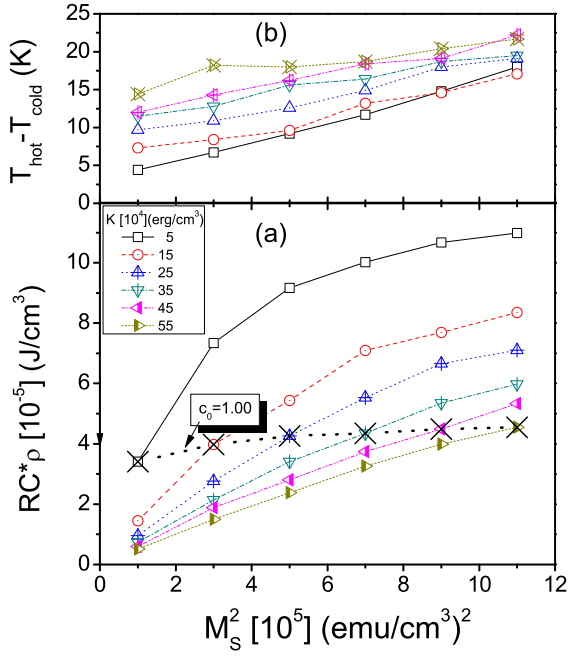 25
20
15
10
5
0
T_hot-T_cold (K)
(b)
K [10^4](erg/cm^3)
5
15
25
35
45
55
(a)
c_0=1.00
10
8
6
4
2
0
RC*ρ [10^-5] (J/cm^3)
0 2 4 6 8 10 12
M_S^2 [10^5] (emu/cm^3)^2